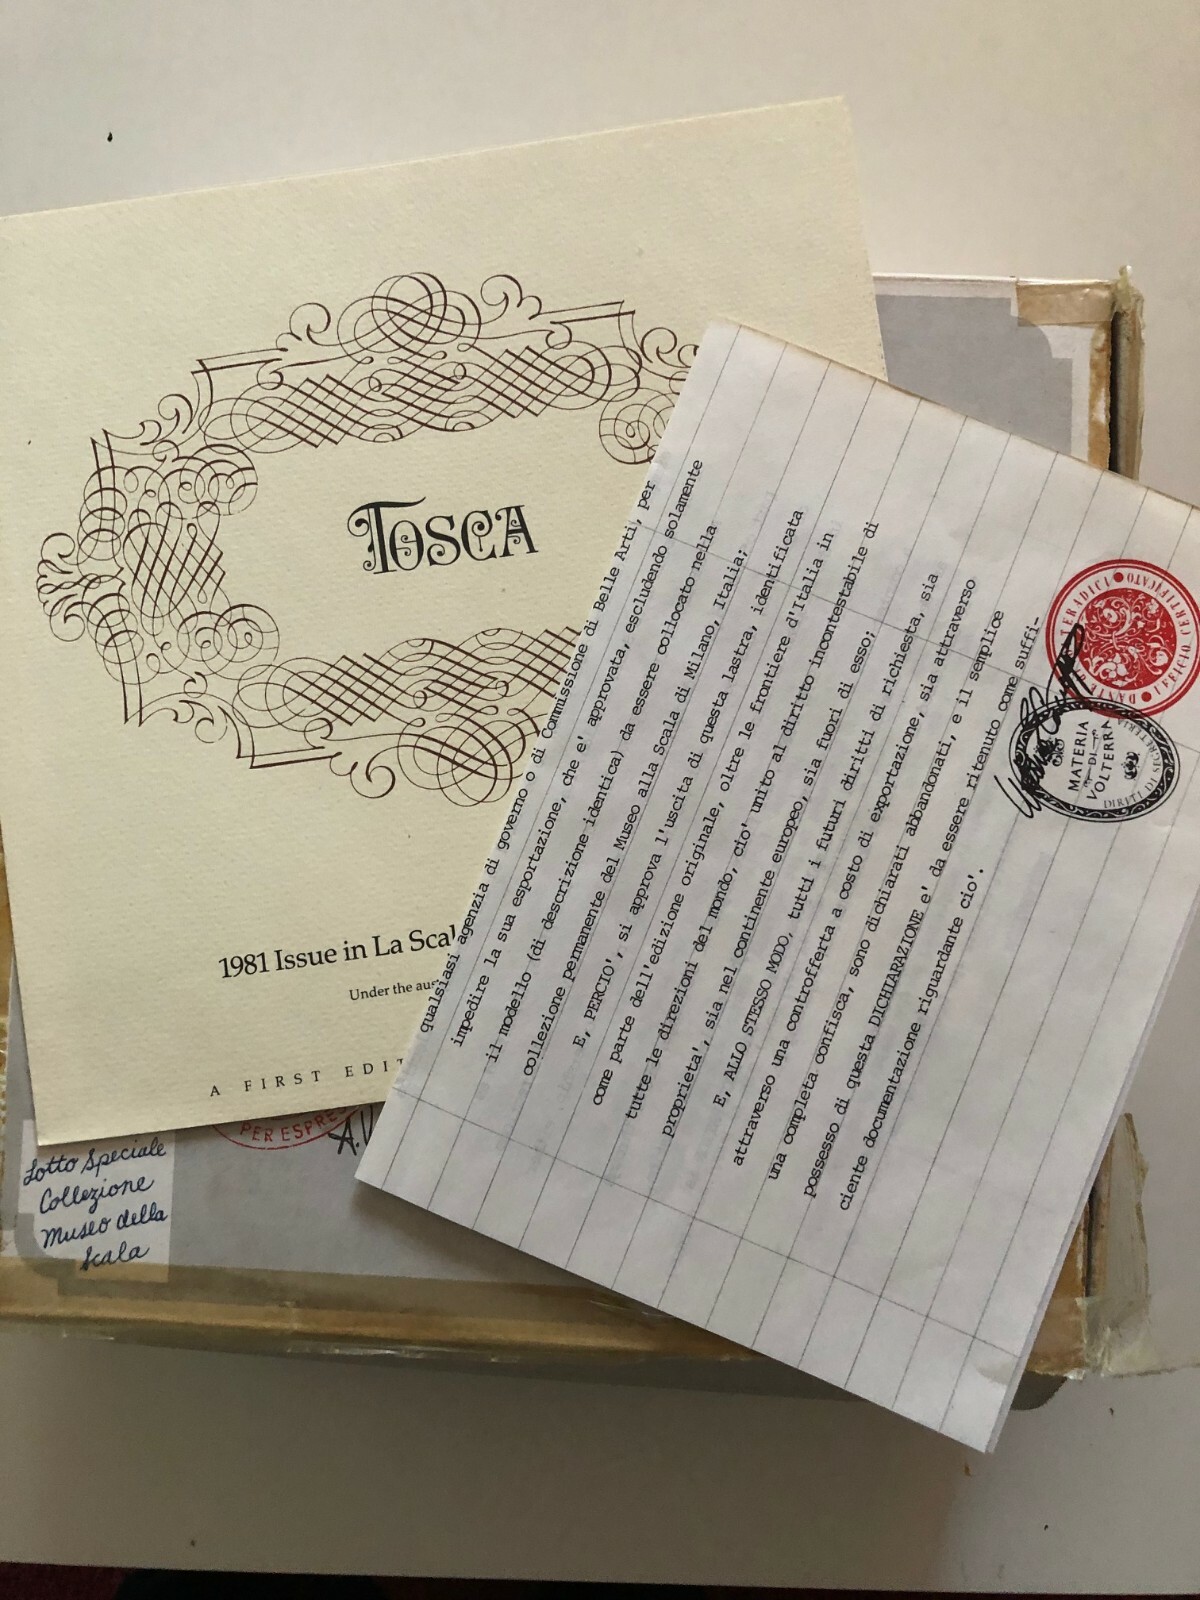 TOSCA
1981 Issue in La Scal
Under the aus
A FIRST EDIT
PER ESPRE
Lotto Speciale
Collezione
Museo della
Scala
qualsiasi agenzia di governo o di Commissione di Belle Arti, per
impedire la sua esportazione, che e' approvata, escludendo solamente
il modello (di descrizione identica) da essere collocato nella
collezione permanente del Museo alla Scala di Milano, Italia;
E, PERCIO', si approva l'uscita di questa lastra, identificata
come parte dell'edizione originale, oltre le frontiere d'Italia in
tutte le direzioni del mondo, cio' unito al diritto incontestabile di
proprieta', sia nel continente europeo, sia fuori di esso;
E, ALLO STESSO MODO, tutti i futuri diritti di richiesta, sia
attraverso una controfferta a costo di exportazione, sia attraverso
una completa confisca, sono dichiarati abbandonati, e il semplice
possesso di questa DICHIARAZIONE e' da essere ritenuto come suffi-
ciente documentazione riguardante cio'.
UFFICIO CERTIFICATO
MATERIA
DI
VOLTERRA
DIRITI DI SEGRETERIA